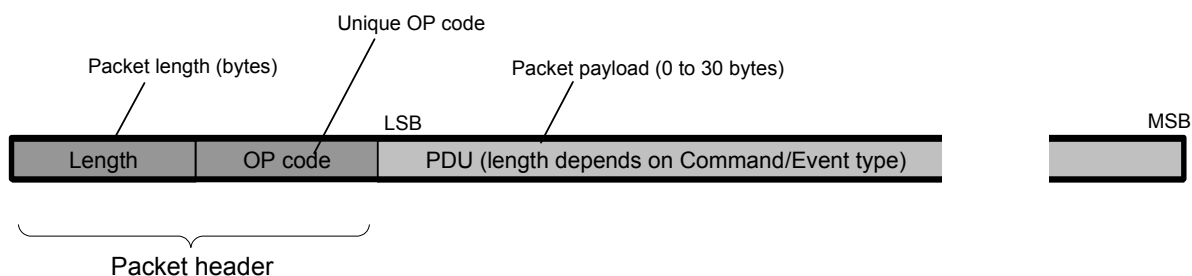 Unique OP code
Packet length (bytes)
Packet payload (0 to 30 bytes)
LSB
MSB
Length
OP code
PDU (length depends on Command/Event type)
Packet header